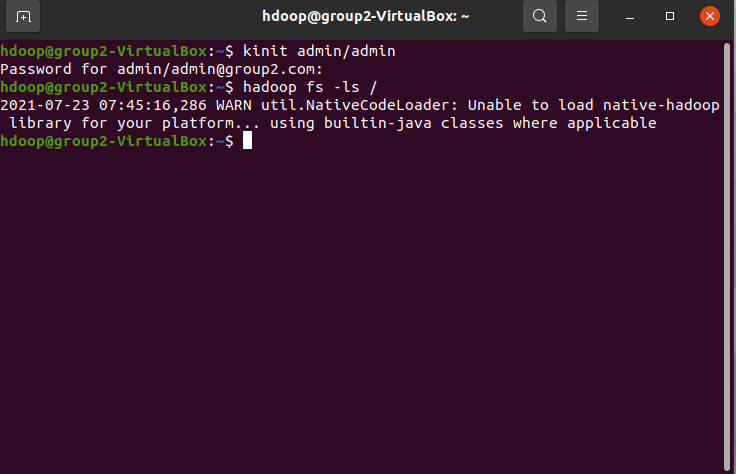 hdoop@group2-VirtualBox: ~
hdoop@group2-VirtualBox:~$ kinit admin/admin
Password for admin/admin@group2.com:
hdoop@group2-VirtualBox:~$ hadoop fs -ls /
2021-07-23 07:45:16,286 WARN util.NativeCodeLoader: Unable to load native-hadoop
 library for your platform... using builtin-java classes where applicable
hdoop@group2-VirtualBox:~$